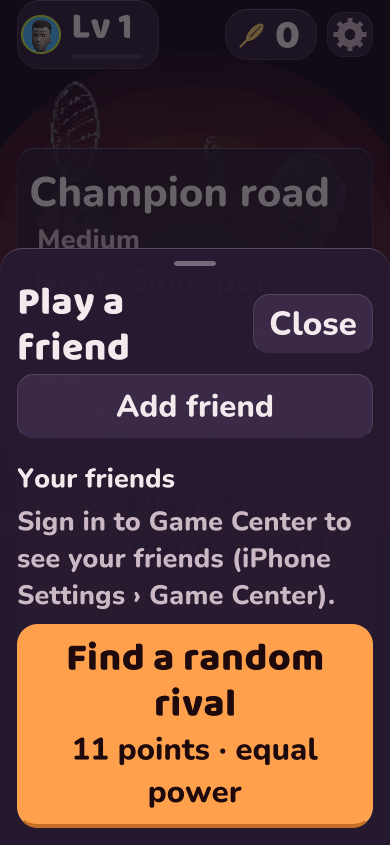 Lv 1
0
Champion road
Medium
Play a
friend
Close
Add friend
Your friends
Sign in to Game Center to
see your friends (iPhone
Settings › Game Center).
Find a random
rival
11 points · equal
power